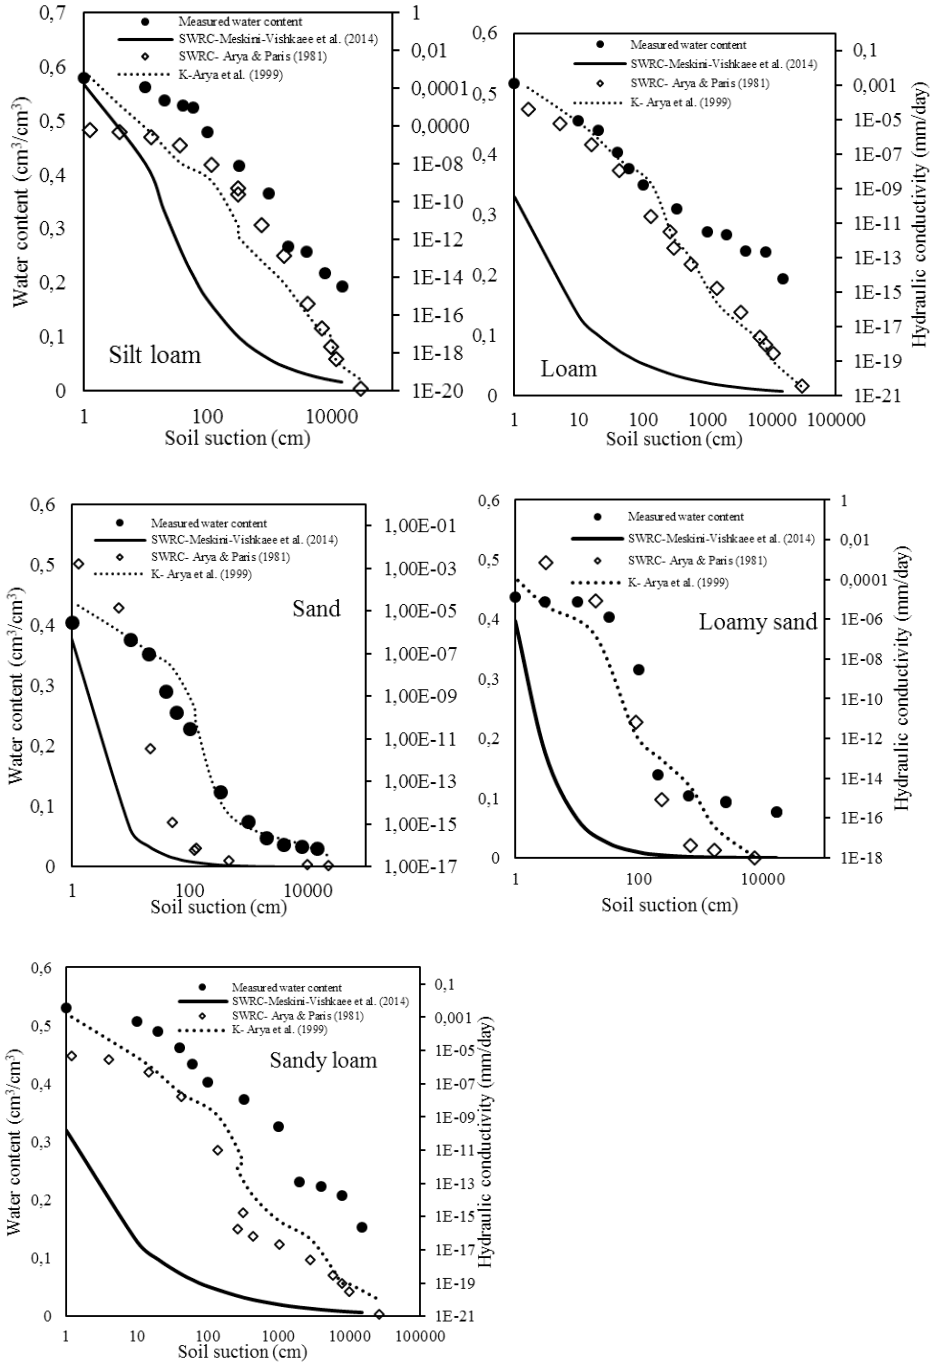 0,7
0,6
0,5
0,4
0,3
0,2
0,1
0
Water content (cm³/cm³)
Measured water content
SWRC-Meskini-Vishkaee et al. (2014)
SWRC- Arya & Paris (1981)
K-Arya et al. (1999)
Silt loam
1
0,01
0,0001
0,0000
1E-08
1E-10
1E-12
1E-14
1E-16
1E-18
1E-20
1
100
10000
Soil suction (cm)
0,6
0,5
0,4
0,3
0,2
0,1
0
Measured water content
SWRC-Meskini-Vishkaee et al. (2014)
SWRC- Arya & Paris (1981)
K- Arya et al. (1999)
Loam
0,1
0,001
1E-05
1E-07
1E-09
1E-11
1E-13
1E-15
1E-17
1E-19
1E-21
Hydraulic conductivity (mm/day)
1
10
100
1000
10000
100000
Soil suction (cm)
0,6
0,5
0,4
0,3
0,2
0,1
0
Water content (cm³/cm³)
Measured water content
SWRC-Meskini-Vishkaee et al. (2014)
SWRC- Arya & Paris (1981)
K- Arya et al. (1999)
Sand
1,00E-01
1,00E-03
1,00E-05
1,00E-07
1,00E-09
1,00E-11
1,00E-13
1,00E-15
1,00E-17
1
100
10000
Soil suction (cm)
0,6
0,5
0,4
0,3
0,2
0,1
0
Measured water content
SWRC-Meskini-Vishkaee et al. (2014)
SWRC- Arya & Paris (1981)
K- Arya et al. (1999)
Loamy sand
1
0,01
0,0001
1E-06
1E-08
1E-10
1E-12
1E-14
1E-16
1E-18
Hydraulic conductivity (mm/day)
1
100
10000
Soil suction (cm)
0,6
0,5
0,4
0,3
0,2
0,1
0
Water content (cm³/cm³)
Measured water content
SWRC-Meskini-Vishkaee et al. (2014)
SWRC- Arya & Paris (1981)
K- Arya et al. (1999)
Sandy loam
0,1
0,001
1E-05
1E-07
1E-09
1E-11
1E-13
1E-15
1E-17
1E-19
1E-21
Hydraulic conductivity (mm/day)
1
10
100
1000
10000
100000
Soil suction (cm)